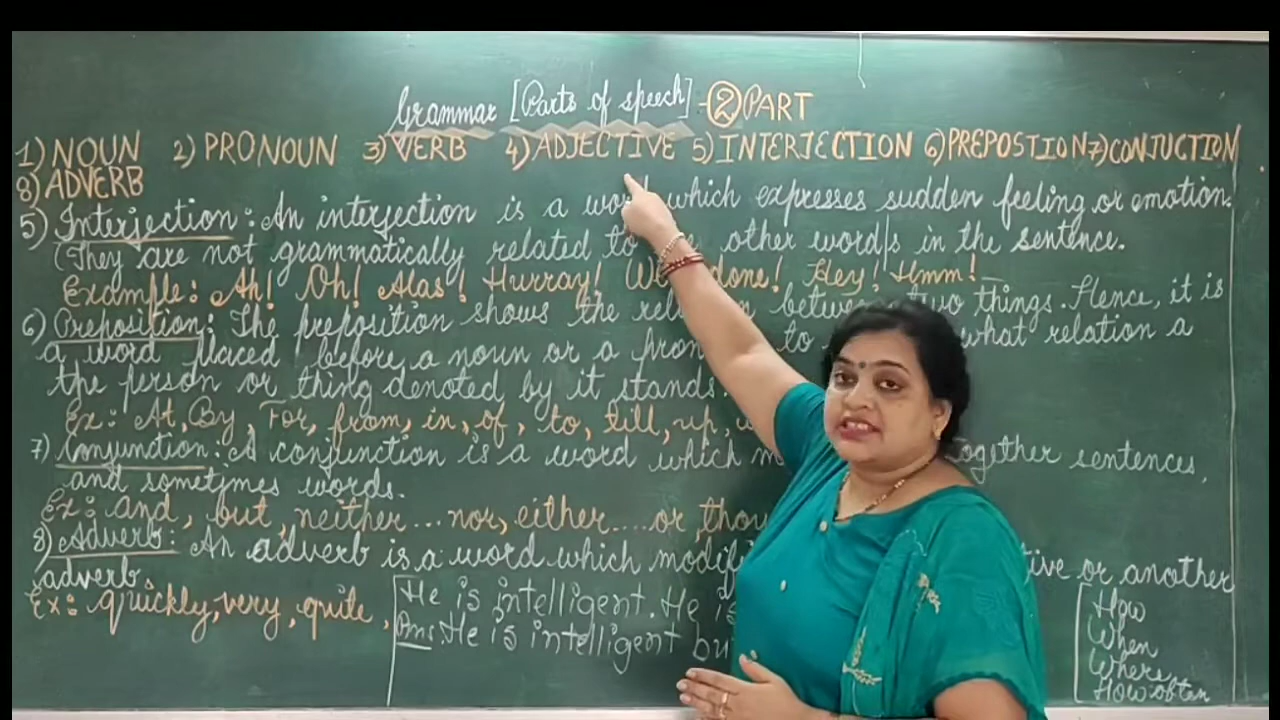 Grammar [Parts of speech] - ② PART
1) NOUN 2) PRONOUN 3) VERB 4) ADJECTIVE 5) INTERJECTION 6) PREPOSTION 7) CONJUCTION
8) ADVERB
5) Interjection : An interjection is a word which expresses sudden feeling or emotion.
(They are not grammatically related to other words in the sentence.
Example : Ah! Oh! Alas! Hurray! Well done! Hey! Hmm!
6) Preposition : The preposition shows the relation between two things. Hence, it is
a word placed before a noun or a to what relation a
the person or thing denoted by it stands.
Ex : At, By, For, from, in, of, to, till, up,
7) Conjunction : A conjunction is a word which together sentences,
and sometimes words.
Ex : and, but, neither...nor, either....or,
8) Adverb : An adverb is a word which or another
adverb.
Ex : quickly, very, quite,
He is intelligent. He is
Ans: He is intelligent
How
When
Where
How often